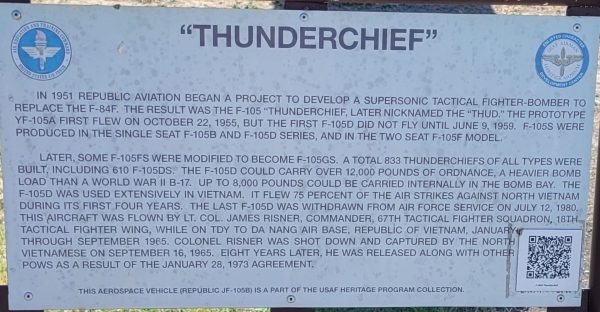 "THUNDERCHIEF"
IN 1951 REPUBLIC AVIATION BEGAN A PROJECT TO DEVELOP A SUPERSONIC TACTICAL FIGHTER-BOMBER TO
REPLACE THE F-84F. THE RESULT WAS THE F-105 "THUNDERCHIEF, LATER NICKNAMED THE "THUD." THE PROTOTYPE
YF-105A FIRST FLEW ON OCTOBER 22, 1955, BUT THE FIRST F-105D DID NOT FLY UNTIL JUNE 9, 1959. F-105S WERE
PRODUCED IN THE SINGLE SEAT F-105B AND F-105D SERIES, AND IN THE TWO SEAT F-105F MODEL.
LATER, SOME F-105FS WERE MODIFIED TO BECOME F-105GS. A TOTAL 833 THUNDERCHIEFS OF ALL TYPES WERE
BUILT, INCLUDING 610 F-105DS. THE F-105D COULD CARRY OVER 12,000 POUNDS OF ORDNANCE, A HEAVIER BOMB
LOAD THAN A WORLD WAR II B-17. UP TO 8,000 POUNDS COULD BE CARRIED INTERNALLY IN THE BOMB BAY. THE
F-105D WAS USED EXTENSIVELY IN VIETNAM. IT FLEW 75 PERCENT OF THE AIR STRIKES AGAINST NORTH VIETNAM
DURING ITS FIRST FOUR YEARS. THE LAST F-105D WAS WITHDRAWN FROM AIR FORCE SERVICE ON JULY 12, 1980.
THIS AIRCRAFT WAS FLOWN BY LT. COL. JAMES RISNER, COMMANDER, 67TH TACTICAL FIGHTER SQUADRON, 18TH
TACTICAL FIGHTER WING, WHILE ON TDY TO DA NANG AIR BASE, REPUBLIC OF VIETNAM, JANUARY
THROUGH SEPTEMBER 1965. COLONEL RISNER WAS SHOT DOWN AND CAPTURED BY THE NORTH
VIETNAMESE ON SEPTEMBER 16, 1965. EIGHT YEARS LATER, HE WAS RELEASED ALONG WITH OTHER
POWS AS A RESULT OF THE JANUARY 28, 1973 AGREEMENT.
THIS AEROSPACE VEHICLE (REPUBLIC JF-105B) IS A PART OF THE USAF HERITAGE PROGRAM COLLECTION.